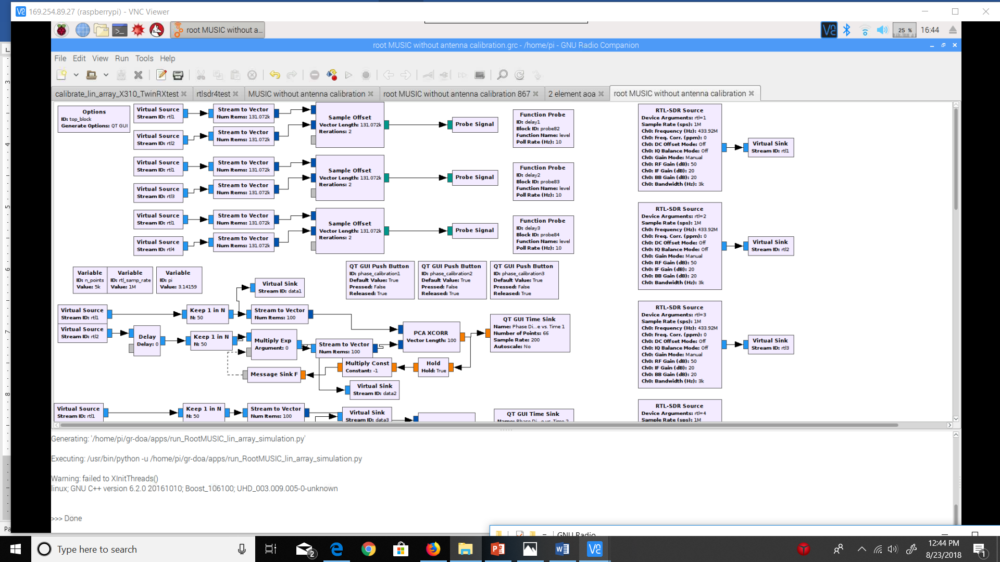 169.254.89.27 (raspberrypi) - VNC Viewer
root MUSIC without a...
25 %
16:44
root MUSIC without antenna calibration.grc - /home/pi - GNU Radio Companion
File Edit View Run Tools Help
calibrate_lin_array_X310_TwinRXtest
rtlsdr4test
MUSIC without antenna calibration
root MUSIC without antenna calibration 867
2 element aoa
root MUSIC without antenna calibration
Options
ID: top_block
Generate Options: QT GUI
Virtual Source
Stream ID: rtl1
Stream to Vector
Num Items: 131.072k
Virtual Source
Stream ID: rtl2
Stream to Vector
Num Items: 131.072k
Sample Offset
Vector Length: 131.072k
Iterations: 2
Probe Signal
Function Probe
ID: delay1
Block ID: probe82
Function Name: level
Poll Rate (Hz): 10
Virtual Source
Stream ID: rtl1
Stream to Vector
Num Items: 131.072k
Virtual Source
Stream ID: rtl3
Stream to Vector
Num Items: 131.072k
Sample Offset
Vector Length: 131.072k
Iterations: 2
Probe Signal
Function Probe
ID: delay2
Block ID: probe83
Function Name: level
Poll Rate (Hz): 10
Virtual Source
Stream ID: rtl1
Stream to Vector
Num Items: 131.072k
Virtual Source
Stream ID: rtl4
Stream to Vector
Num Items: 131.072k
Sample Offset
Vector Length: 131.072k
Iterations: 2
Probe Signal
Function Probe
ID: delay3
Block ID: probe84
Function Name: level
Poll Rate (Hz): 10
RTL-SDR Source
Device Arguments: rtl=1
Sample Rate (sps): 1M
Ch0: Frequency (Hz): 433.92M
Ch0: Freq. Corr. (ppm): 0
Ch0: DC Offset Mode: Off
Ch0: IQ Balance Mode: Off
Ch0: Gain Mode: Manual
Ch0: RF Gain (dB): 50
Ch0: IF Gain (dB): 20
Ch0: BB Gain (dB): 20
Ch0: Bandwidth (Hz): 3k
Virtual Sink
Stream ID: rtl1
RTL-SDR Source
Device Arguments: rtl=2
Sample Rate (sps): 1M
Ch0: Frequency (Hz): 433.92M
Ch0: Freq. Corr. (ppm): 0
Ch0: DC Offset Mode: Off
Ch0: IQ Balance Mode: Off
Ch0: Gain Mode: Manual
Ch0: RF Gain (dB): 50
Ch0: IF Gain (dB): 20
Ch0: BB Gain (dB): 20
Ch0: Bandwidth (Hz): 3k
Virtual Sink
Stream ID: rtl2
RTL-SDR Source
Device Arguments: rtl=3
Sample Rate (sps): 1M
Ch0: Frequency (Hz): 433.92M
Ch0: Freq. Corr. (ppm): 0
Ch0: DC Offset Mode: Off
Ch0: IQ Balance Mode: Off
Ch0: Gain Mode: Manual
Ch0: RF Gain (dB): 50
Ch0: IF Gain (dB): 20
Ch0: BB Gain (dB): 20
Ch0: Bandwidth (Hz): 3k
Virtual Sink
Stream ID: rtl3
RTL-SDR Source
Device Arguments: rtl=4
Sample Rate (sps): 1M
Variable
ID: n_points
Value: 5k
Variable
ID: rtl_samp_rate
Value: 1M
Variable
ID: pi
Value: 3.14159
Virtual Sink
Stream ID: data1
QT GUI Push Button
ID: phase_calibration1
Default Value: True
Pressed: False
Released: True
QT GUI Push Button
ID: phase_calibration2
Default Value: True
Pressed: False
Released: True
QT GUI Push Button
ID: phase_calibration3
Default Value: True
Pressed: False
Released: True
Virtual Source
Stream ID: rtl1
Keep 1 in N
N: 50
Stream to Vector
Num Items: 100
Virtual Source
Stream ID: rtl2
Delay
Delay: 0
Keep 1 in N
N: 50
Multiply Exp
Argument: 0
Stream to Vector
Num Items: 100
PCA XCORR
Vector Length: 100
QT GUI Time Sink
Name: Phase Di...e vs. Time 1
Number of Points: 66
Sample Rate: 200
Autoscale: No
Message Sink F
Multiply Const
Constant: -1
Hold
Hold: True
Virtual Sink
Stream ID: data2
Virtual Source
Stream ID: rtl1
Keep 1 in N
N: 50
Stream to Vector
Num Items: 100
Virtual Sink
Stream ID: data3
QT GUI Time Sink
Name: Phase Di...e vs. Time 2
Generating: '/home/pi/gr-doa/apps/run_RootMUSIC_lin_array_simulation.py'
Executing: /usr/bin/python -u /home/pi/gr-doa/apps/run_RootMUSIC_lin_array_simulation.py
Warning: failed to XInitThreads()
linux; GNU C++ version 6.2.0 20161010; Boost_106100; UHD_003.009.005-0-unknown
>>> Done
3
4
5
6
7
8
Pa
GNU Radio
Type here to search
2
12:44 PM
8/23/2018
1